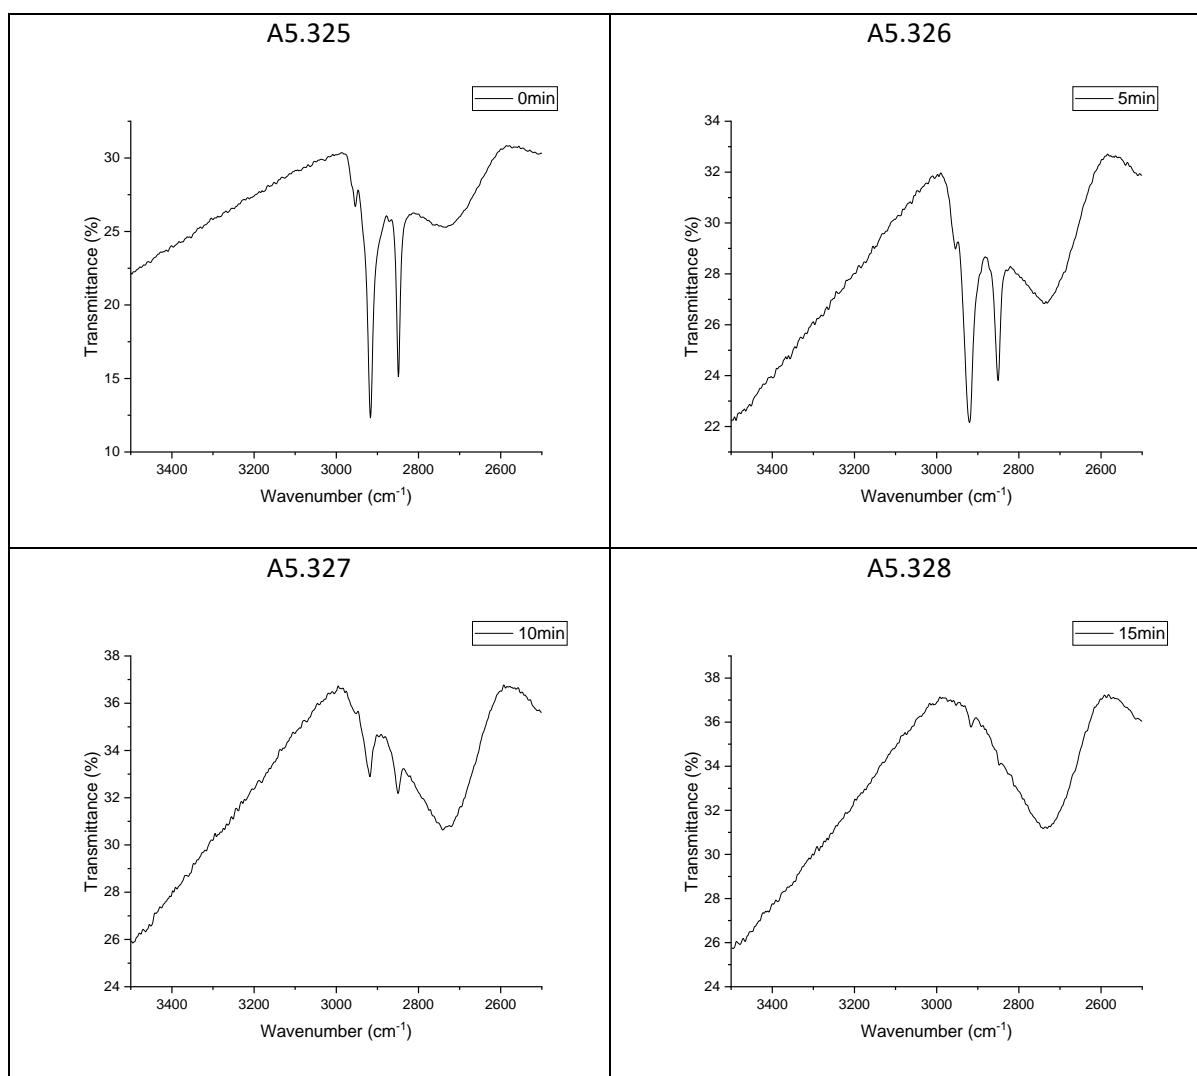 A5.325
0min
30
25
20
15
10
3400 3200 3000 2800 2600
Transmittance (%)
Wavenumber (cm-1)
A5.326
5min
34
32
30
28
26
24
22
3400 3200 3000 2800 2600
Transmittance (%)
Wavenumber (cm-1)
A5.327
10min
38
36
34
32
30
28
26
24
3400 3200 3000 2800 2600
Transmittance (%)
Wavenumber (cm-1)
A5.328
15min
38
36
34
32
30
28
26
24
3400 3200 3000 2800 2600
Transmittance (%)
Wavenumber (cm-1)